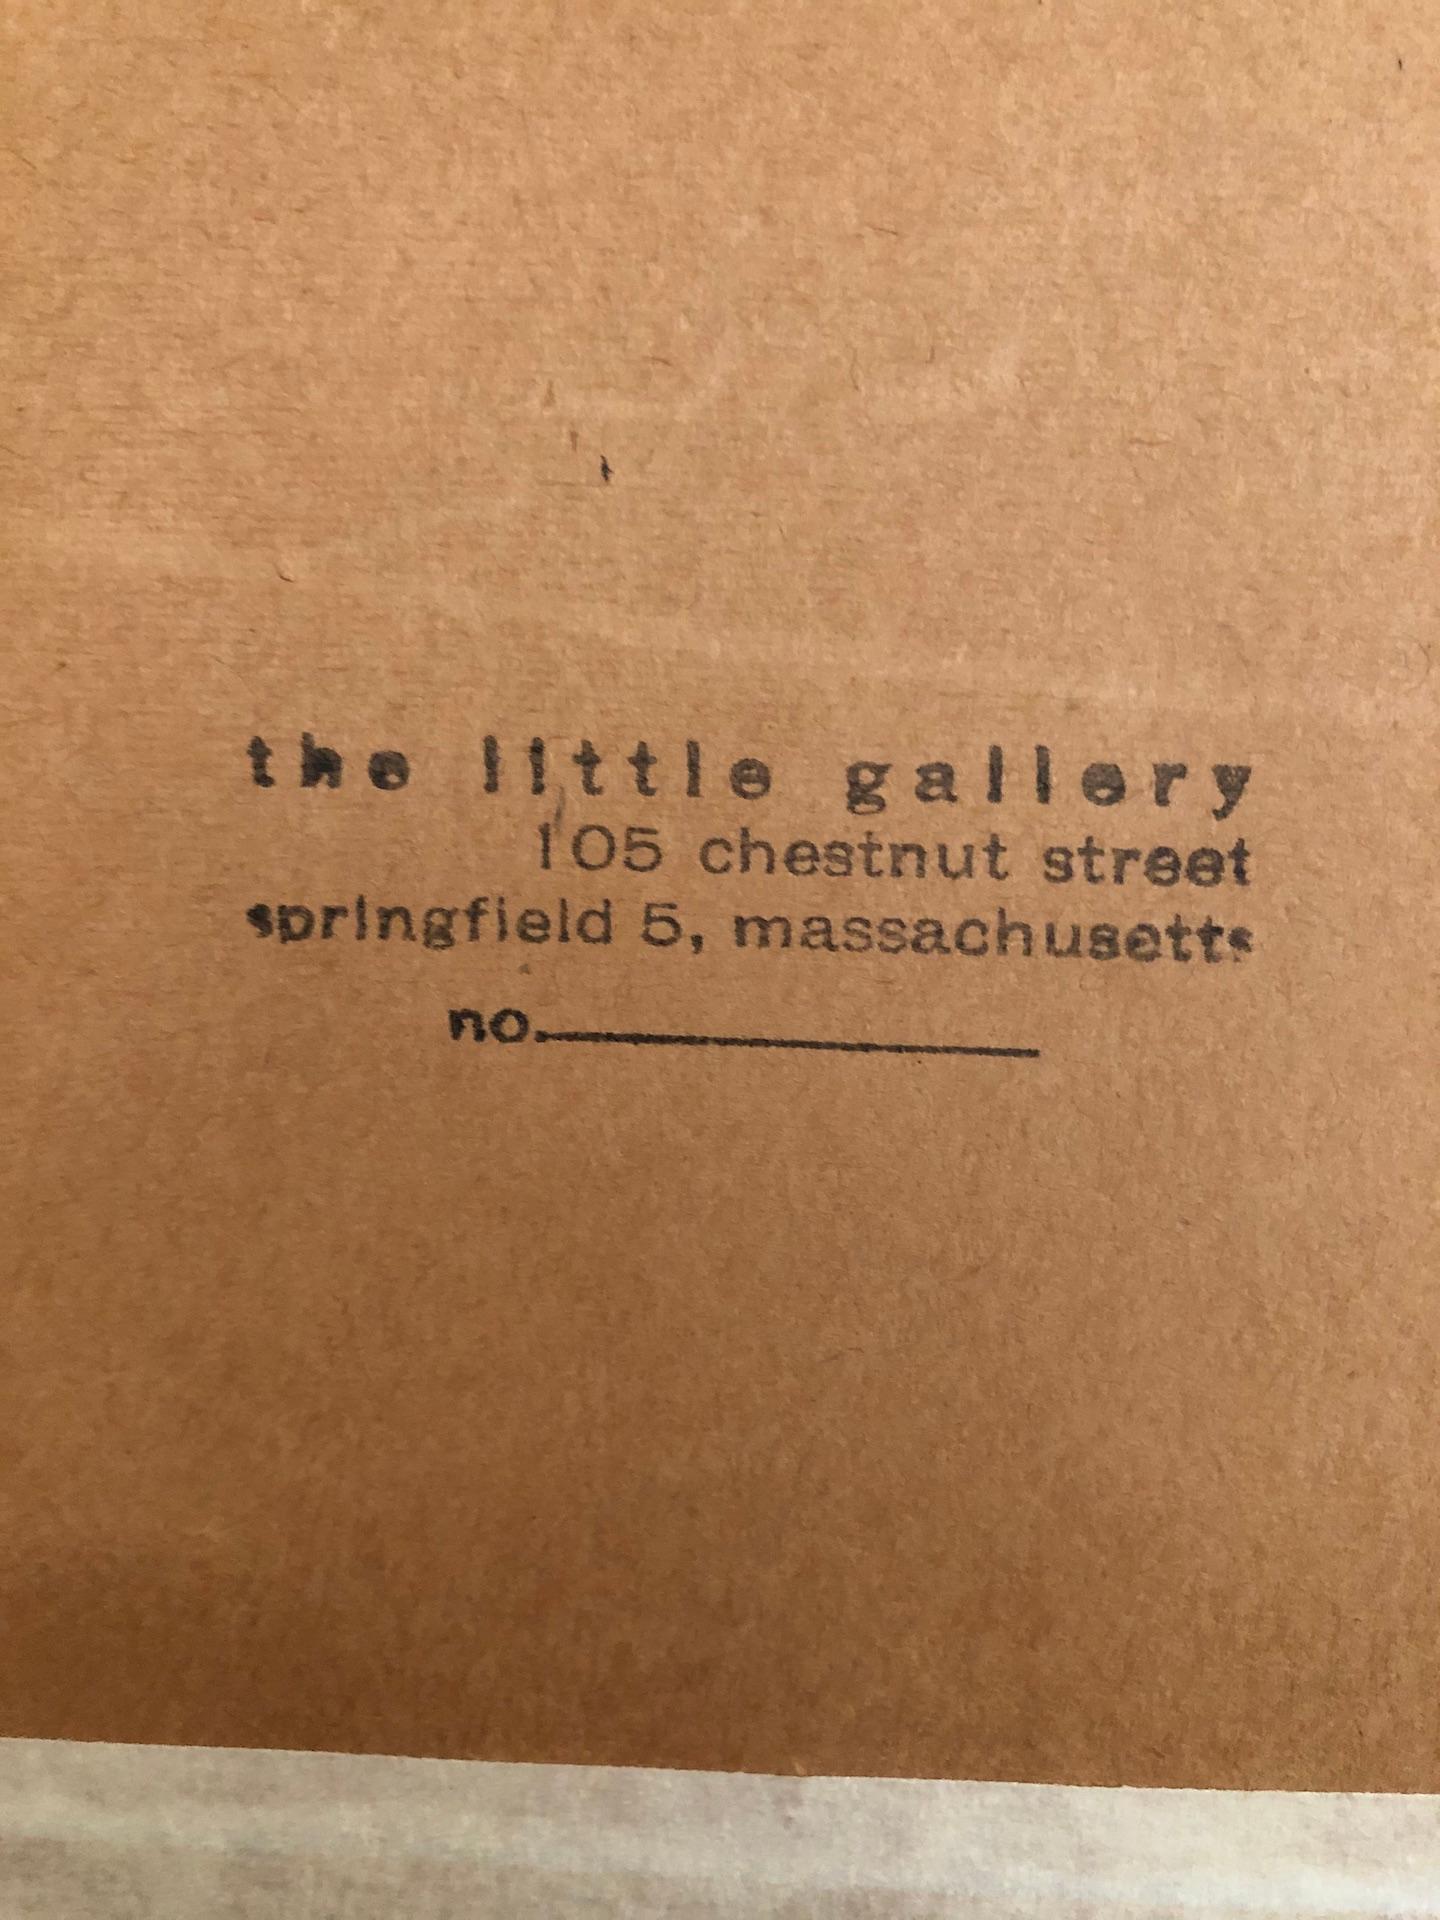 the little gallery
105 chestnut street
springfield 5, massachusetts
no.